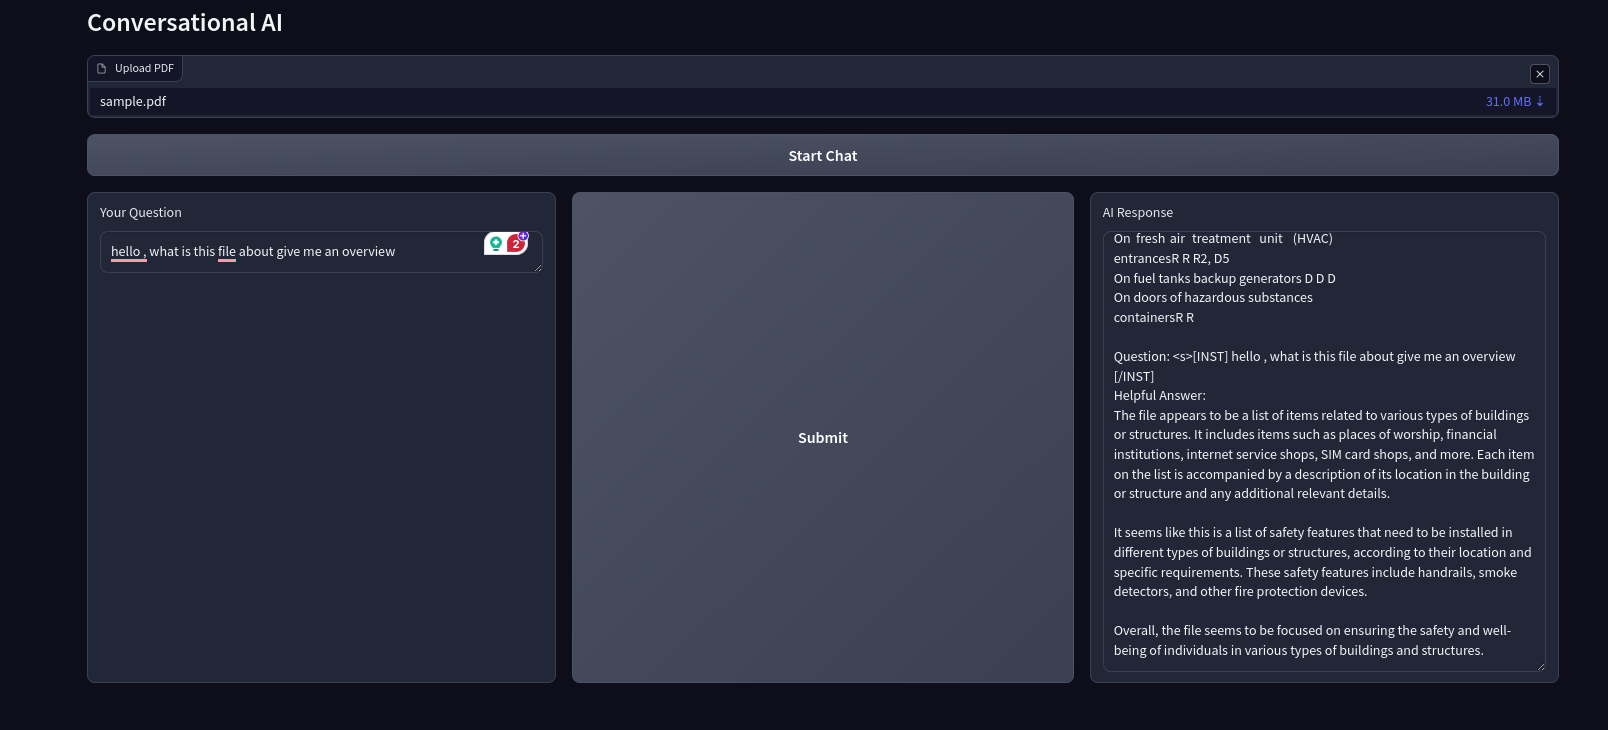 Conversational AI
Upload PDF
sample.pdf
31.0 MB ↓
Start Chat
Your Question
hello , what is this file about give me an overview
2
Submit
AI Response
On fresh air treatment unit (HVAC)
entrancesR R R2, D5
On fuel tanks backup generators D D D
On doors of hazardous substances
containersR R
Question: <s>[INST] hello , what is this file about give me an overview
[/INST]
Helpful Answer:
The file appears to be a list of items related to various types of buildings
or structures. It includes items such as places of worship, financial
institutions, internet service shops, SIM card shops, and more. Each item
on the list is accompanied by a description of its location in the building
or structure and any additional relevant details.
It seems like this is a list of safety features that need to be installed in
different types of buildings or structures, according to their location and
specific requirements. These safety features include handrails, smoke
detectors, and other fire protection devices.
Overall, the file seems to be focused on ensuring the safety and well-
being of individuals in various types of buildings and structures.